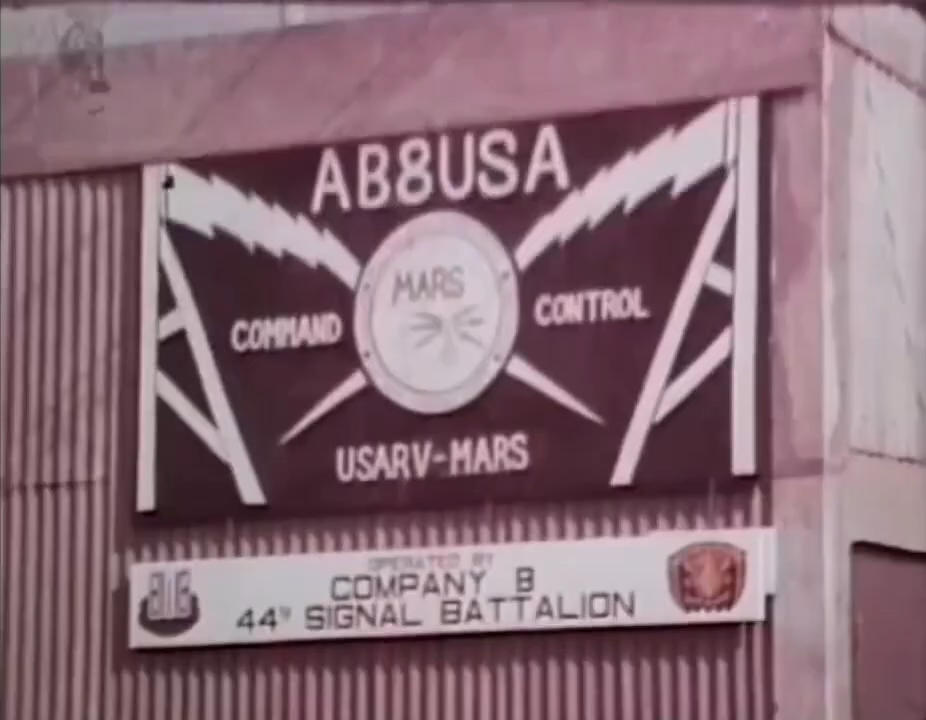 AB8USA
MARS
COMMAND CONTROL
USARV-MARS
OPERATED BY
COMPANY B
44TH SIGNAL BATTALION